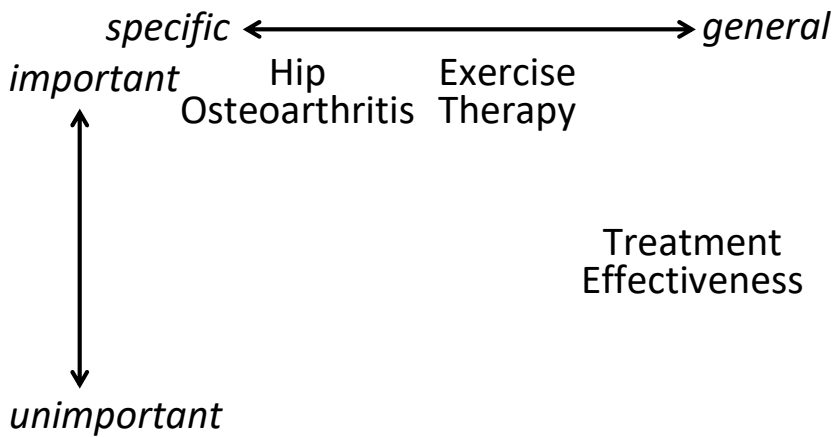 specific general
important
Hip Exercise
Osteoarthritis Therapy
Treatment
Effectiveness
unimportant